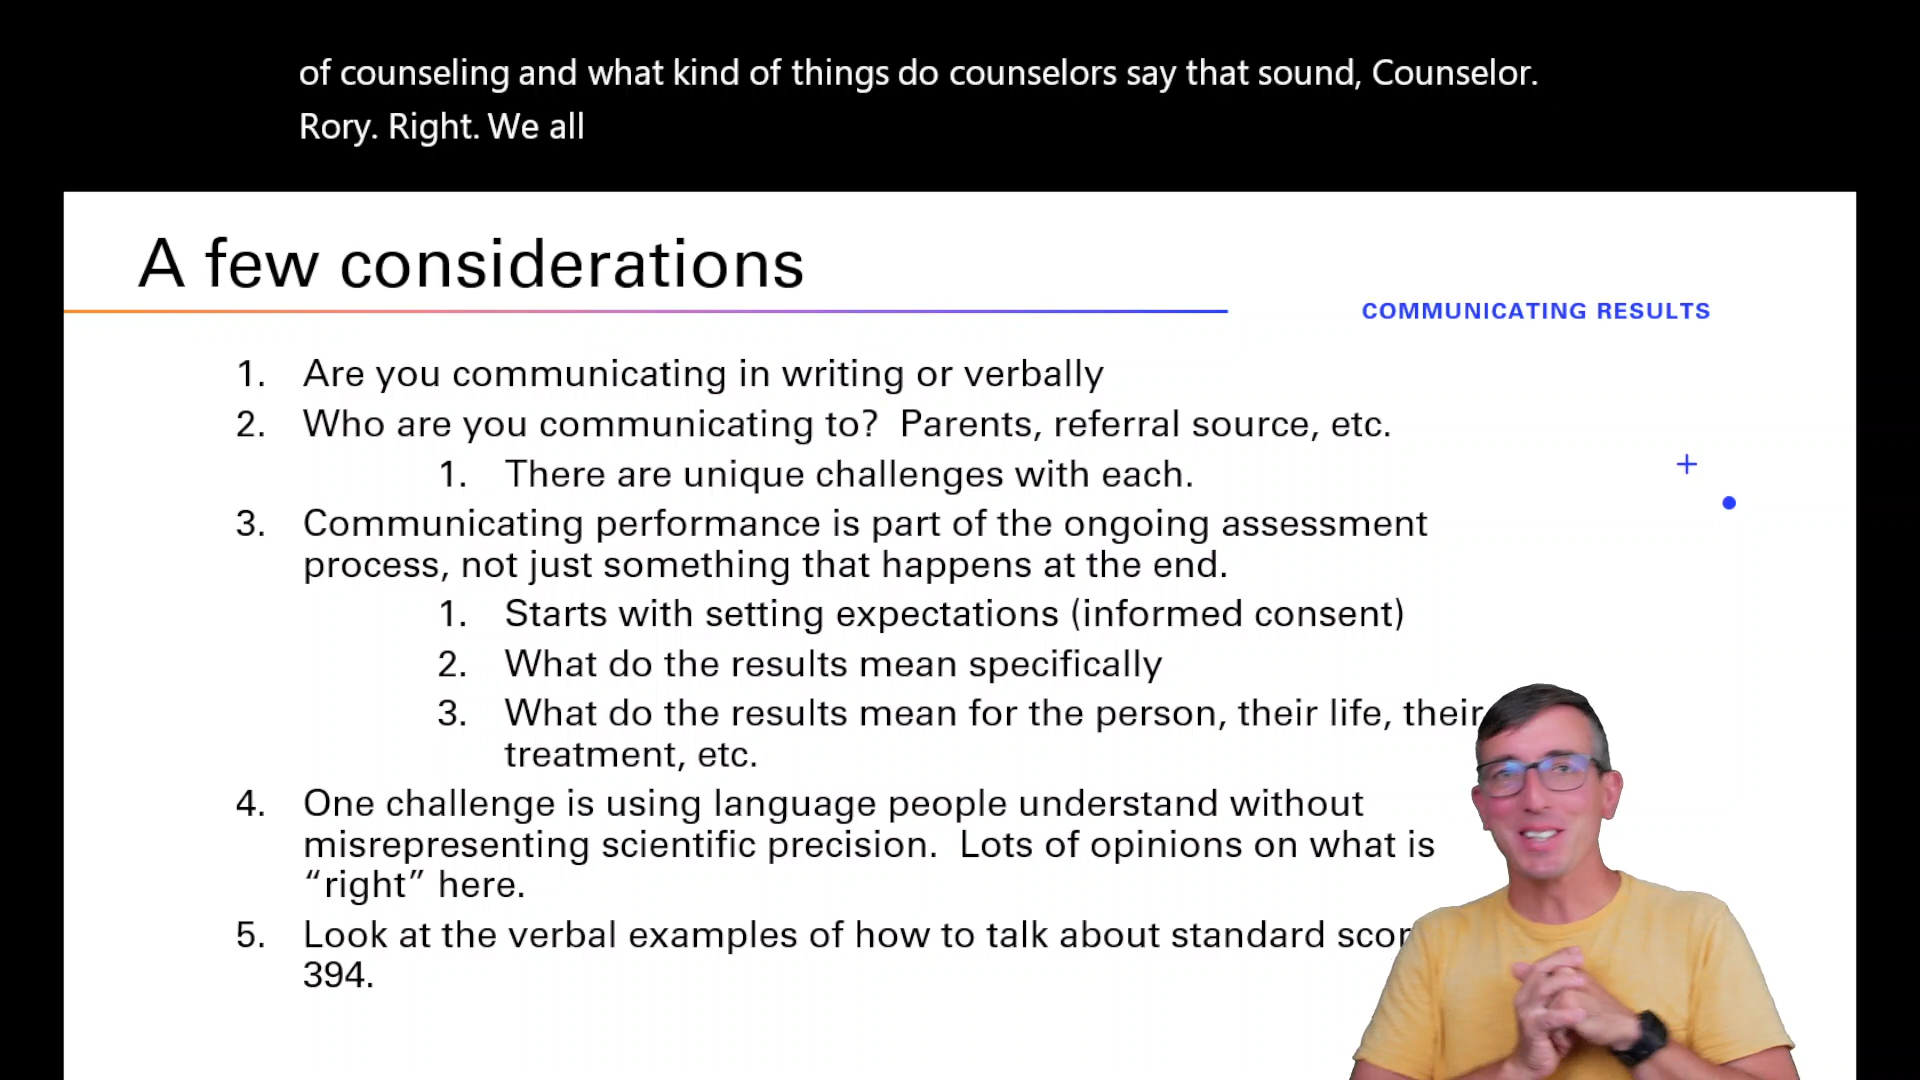 of counseling and what kind of things do counselors say that sound, Counselor.
Rory. Right. We all
A few considerations
COMMUNICATING RESULTS
1. Are you communicating in writing or verbally
2. Who are you communicating to?  Parents, referral source, etc.
1. There are unique challenges with each.
3. Communicating performance is part of the ongoing assessment
process, not just something that happens at the end.
1. Starts with setting expectations (informed consent)
2. What do the results mean specifically
3. What do the results mean for the person, their life, their
treatment, etc.
4. One challenge is using language people understand without
misrepresenting scientific precision.  Lots of opinions on what is
“right” here.
5. Look at the verbal examples of how to talk about standard
394.